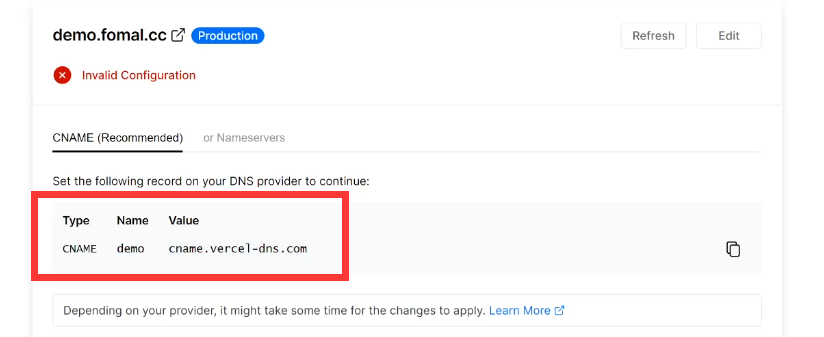 demo.fomal.cc Production Refresh Edit
Invalid Configuration
CNAME (Recommended) or Nameservers
Set the following record on your DNS provider to continue:
Type Name Value
CNAME demo cname.vercel-dns.com
Depending on your provider, it might take some time for the changes to apply. Learn More